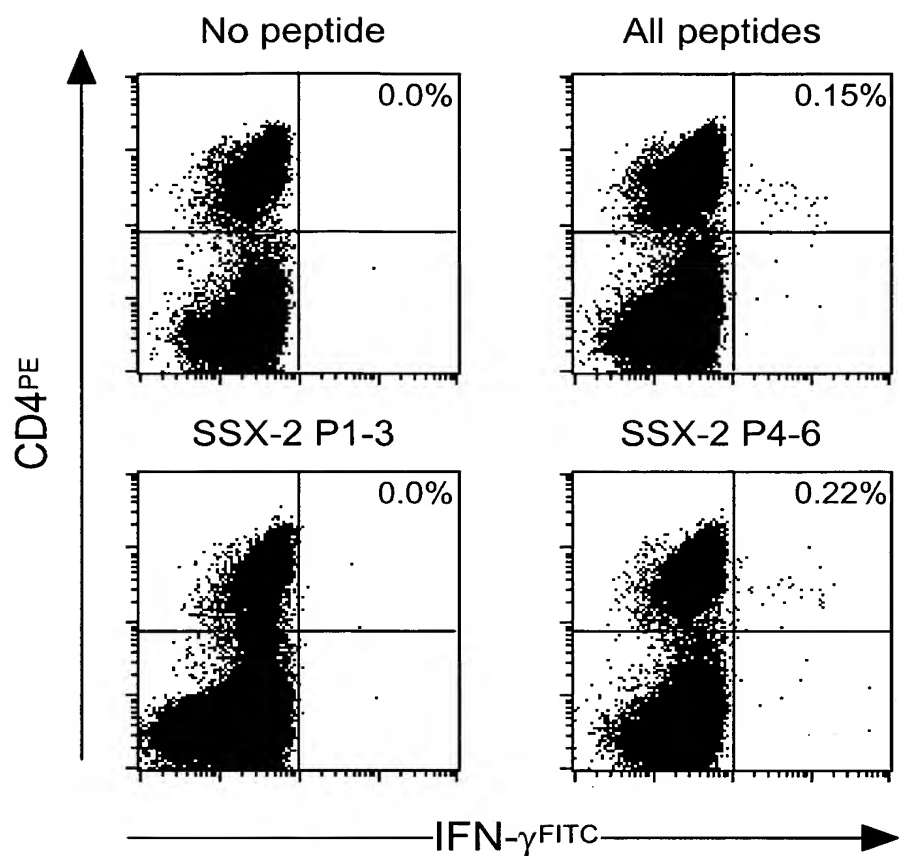 No peptide
All peptides
0.0%
0.15%
SSX-2 P1-3
SSX-2 P4-6
0.0%
0.22%
CD4PE
IFN-γFITC